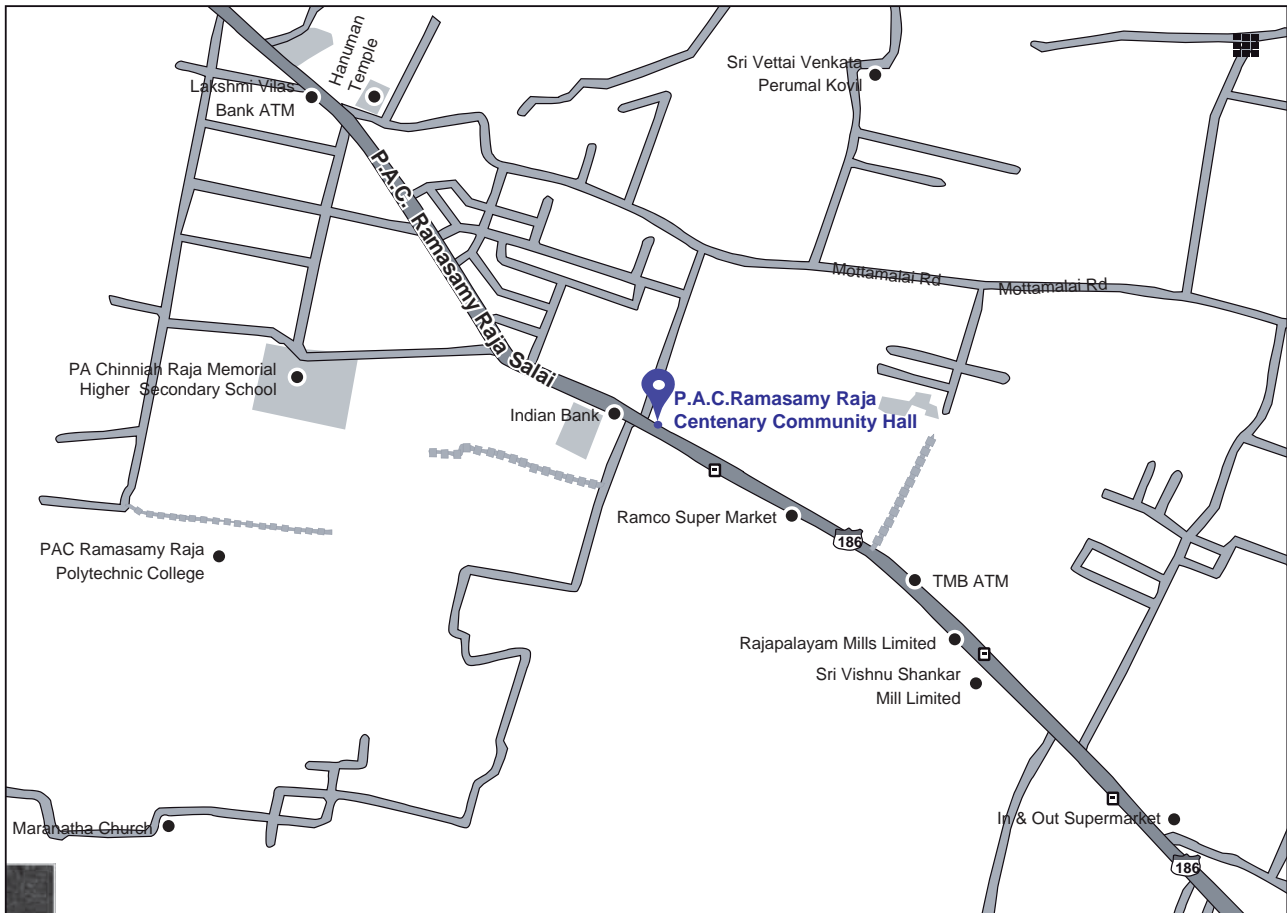 Hanuman
Temple
Lakshmi Vilas
Bank ATM
Sri Vettai Venkata
Perumal Kovil
P.A.C. Ramasamy Raja Salai
Mottamalai Rd
Mottamalai Rd
PA Chinniah Raja Memorial
Higher Secondary School
Indian Bank
P.A.C.Ramasamy Raja
Centenary Community Hall
Ramco Super Market
186
PAC Ramasamy Raja
Polytechnic College
TMB ATM
Rajapalayam Mills Limited
Sri Vishnu Shankar
Mill Limited
In & Out Supermarket
Maranatha Church
186